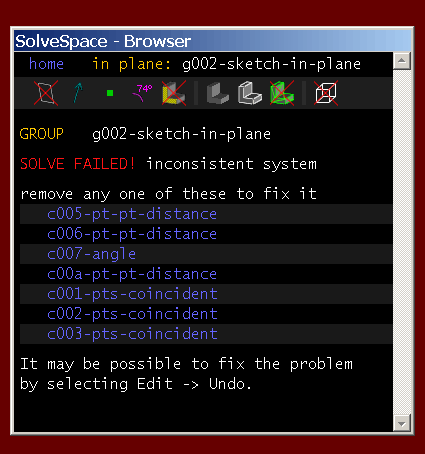 SolveSpace - Browser
home in plane: g002-sketch-in-plane
74º
GROUP g002-sketch-in-plane
SOLVE FAILED! inconsistent system
remove any one of these to fix it
c005-pt-pt-distance
c006-pt-pt-distance
c007-angle
c00a-pt-pt-distance
c001-pts-coincident
c002-pts-coincident
c003-pts-coincident
It may be possible to fix the problem
by selecting Edit -> Undo.